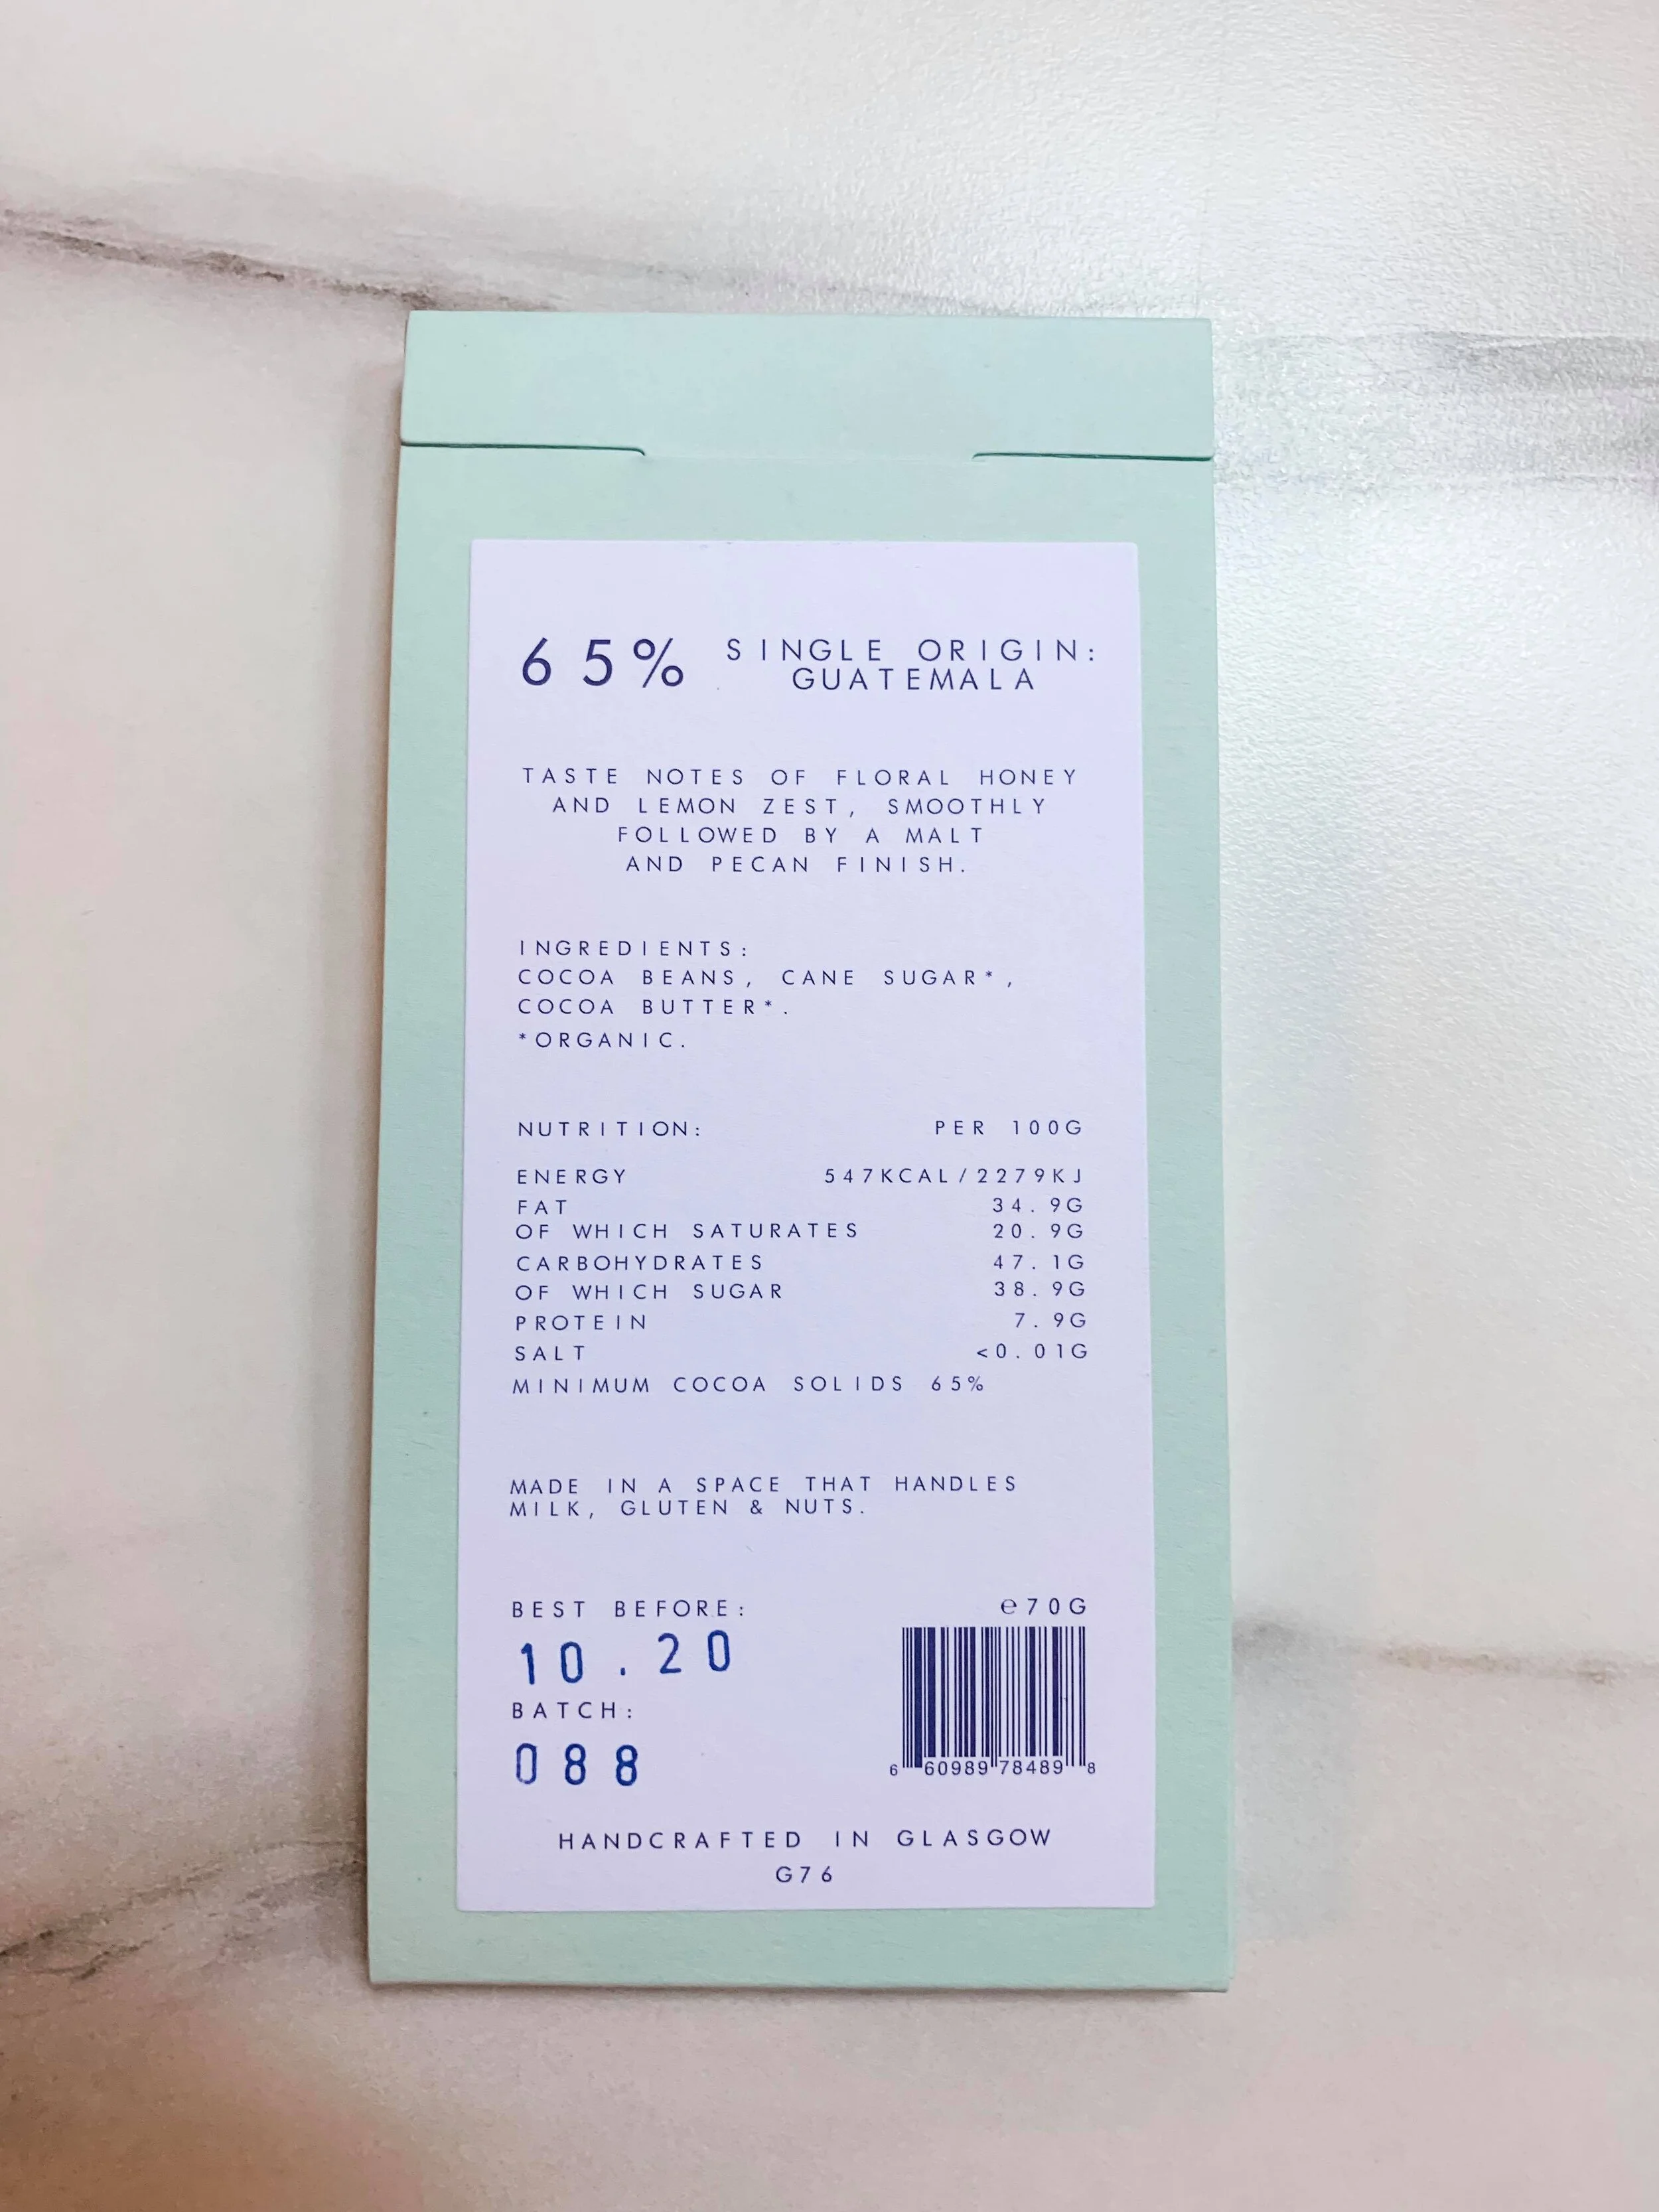 65% SINGLE ORIGIN:
GUATEMALA
TASTE NOTES OF FLORAL HONEY
AND LEMON ZEST, SMOOTHLY
FOLLOWED BY A MALT
AND PECAN FINISH.
INGREDIENTS:
COCOA BEANS, CANE SUGAR*,
COCOA BUTTER*.
*ORGANIC.
NUTRITION: PER 100G
ENERGY 547KCAL/2279KJ
FAT 34.9G
OF WHICH SATURATES 20.9G
CARBOHYDRATES 47.1G
OF WHICH SUGAR 38.9G
PROTEIN 7.9G
SALT <0.01G
MINIMUM COCOA SOLIDS 65%
MADE IN A SPACE THAT HANDLES
MILK, GLUTEN & NUTS.
BEST BEFORE: ℮70G
10.20
BATCH:
088
6 60989 78489 8
HANDCRAFTED IN GLASGOW
G76